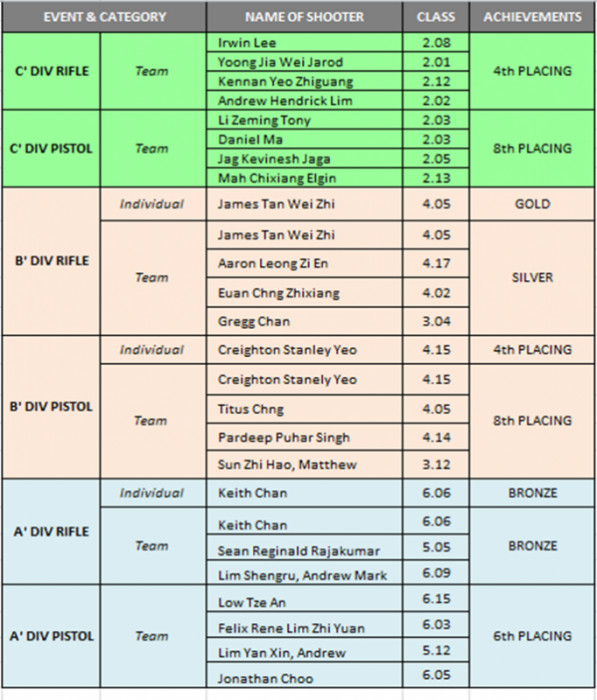 EVENT & CATEGORY NAME OF SHOOTER CLASS ACHIEVEMENTS
C' DIV RIFLE Team Irwin Lee 2.08 4th PLACING
Yoong Jia Wei Jarod 2.01
Kennan Yeo Zhiguang 2.12
Andrew Hendrick Lim 2.02
C' DIV PISTOL Team Li Zeming Tony 2.03 8th PLACING
Daniel Ma 2.03
Jag Kevinesh Jaga 2.05
Mah Chixiang Elgin 2.13
B' DIV RIFLE Individual James Tan Wei Zhi 4.05 GOLD
Team James Tan Wei Zhi 4.05 SILVER
Aaron Leong Zi En 4.17
Euan Chng Zhixiang 4.02
Gregg Chan 3.04
B' DIV PISTOL Individual Creighton Stanley Yeo 4.15 4th PLACING
Team Creighton Stanely Yeo 4.15 8th PLACING
Titus Chng 4.05
Pardeep Puhar Singh 4.14
Sun Zhi Hao, Matthew 3.12
A' DIV RIFLE Individual Keith Chan 6.06 BRONZE
Team Keith Chan 6.06 BRONZE
Sean Reginald Rajakumar 5.05
Lim Shengru, Andrew Mark 6.09
A' DIV PISTOL Team Low Tze An 6.15 6th PLACING
Felix Rene Lim Zhi Yuan 6.03
Lim Yan Xin, Andrew 5.12
Jonathan Choo 6.05